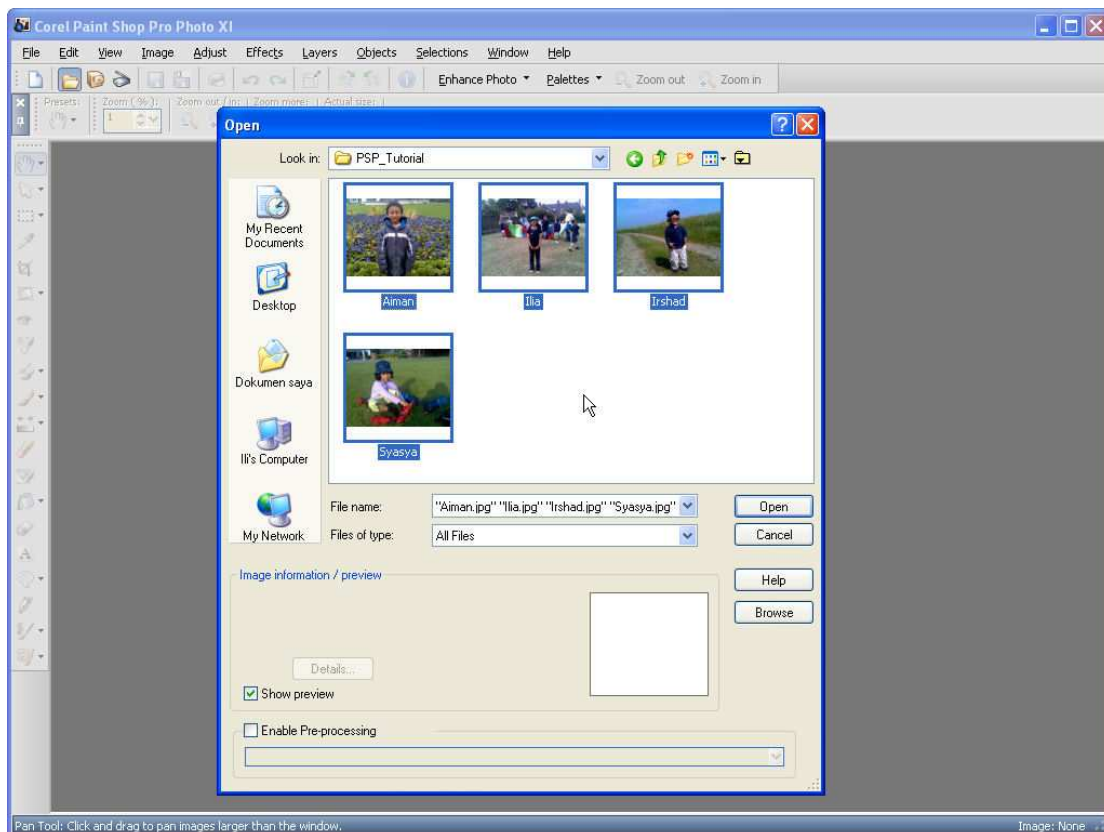 Corel Paint Shop Pro Photo XI
File Edit View Image Adjust Effects Layers Objects Selections Window Help
Enhance Photo Palettes Zoom out Zoom in
Presets: Zoom (%): Zoom out / in: Zoom more: Actual size:
1
Open
Look in: PSP_Tutorial
My Recent Documents
Desktop
Dokumen saya
Ili's Computer
My Network
Aiman Ilia Irshad
Syasya
File name: "Aiman.jpg" "Ilia.jpg" "Irshad.jpg" "Syasya.jpg" Open
Files of type: All Files Cancel
Image information / preview Help
Browse
Details...
Show preview
Enable Pre-processing
Pan Tool: Click and drag to pan images larger than the window. Image: None